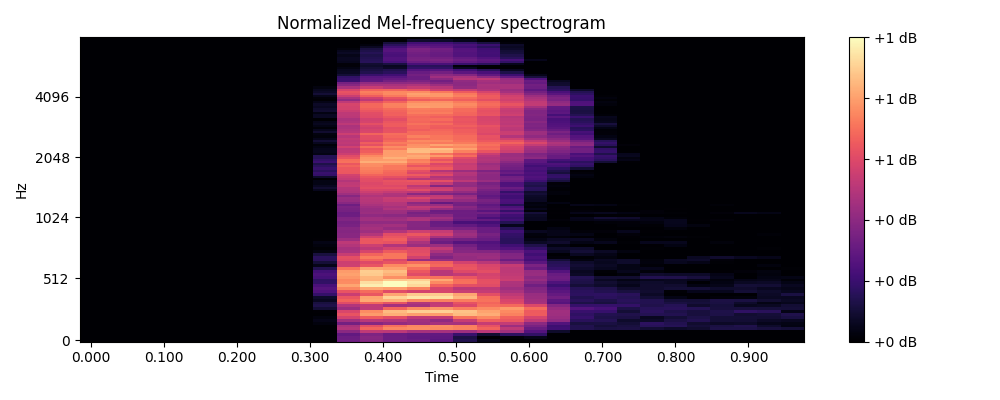 Normalized Mel-frequency spectrogram
Hz
4096
2048
1024
512
0
0.000 0.100 0.200 0.300 0.400 0.500 0.600 0.700 0.800 0.900
Time
+1 dB
+1 dB
+1 dB
+0 dB
+0 dB
+0 dB